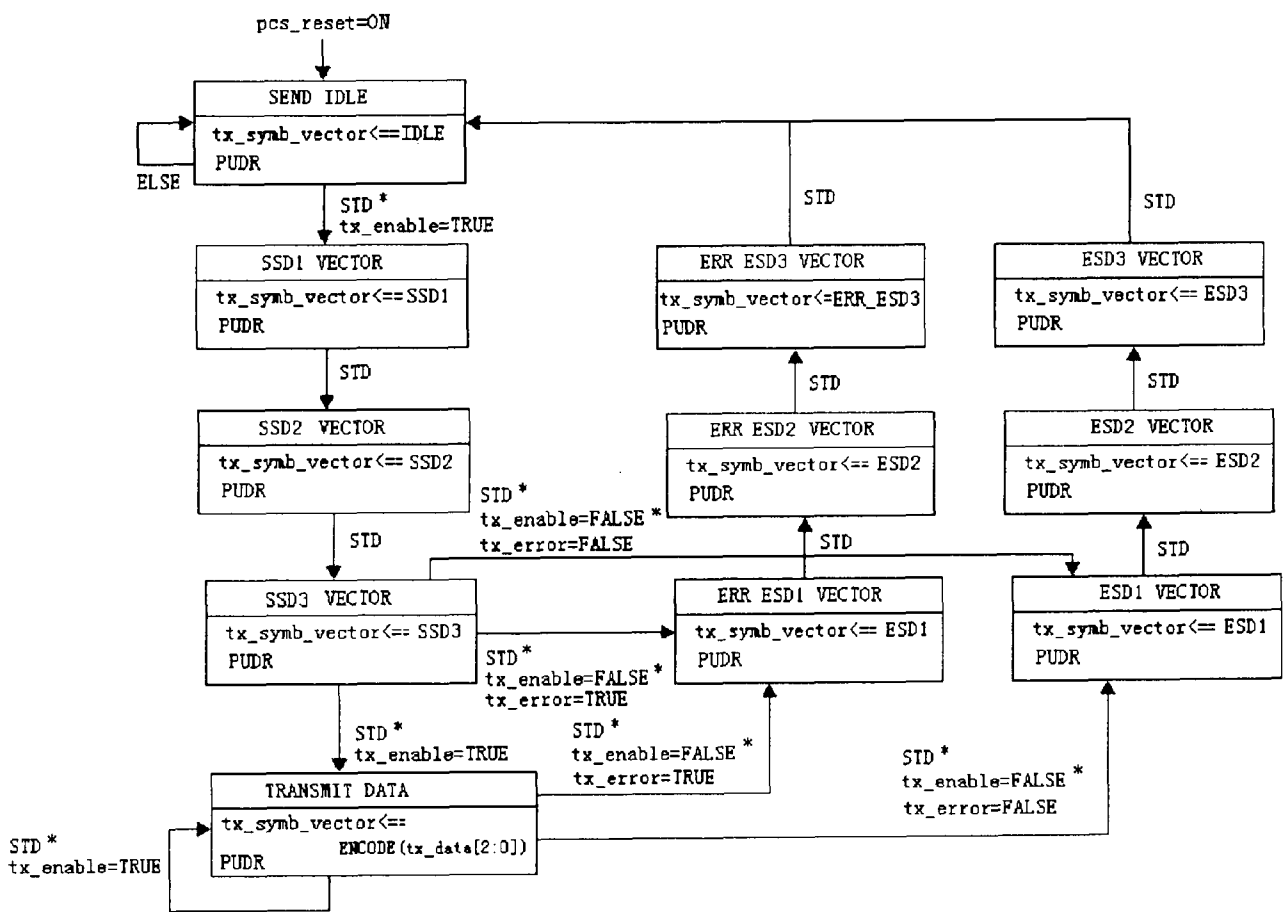 pcs_reset=ON
SEND IDLE
tx_symb_vector<==IDLE
PUDR
ELSE
STD*
tx_enable=TRUE
SSD1 VECTOR
tx_symb_vector<==SSD1
PUDR
STD
SSD2 VECTOR
tx_symb_vector<==SSD2
PUDR
STD
SSD3 VECTOR
tx_symb_vector<== SSD3
PUDR
STD*
tx_enable=TRUE
TRANSMIT DATA
tx_symb_vector<==
ENCODE(tx_data[2:0])
PUDR
STD*
tx_enable=TRUE
STD*
tx_enable=FALSE*
tx_error=FALSE
STD*
tx_enable=FALSE*
tx_error=TRUE
STD*
tx_enable=FALSE*
tx_error=TRUE
STD*
tx_enable=FALSE*
tx_error=FALSE
STD
ERR ESD3 VECTOR
tx_symb_vector<=ERR_ESD3
PUDR
STD
ERR ESD2 VECTOR
tx_symb_vector<== ESD2
PUDR
STD
ERR ESD1 VECTOR
tx_symb_vector<== ESD1
PUDR
STD
ESD3 VECTOR
tx_symb_vector<== ESD3
PUDR
STD
ESD2 VECTOR
tx_symb_vector<== ESD2
PUDR
STD
ESD1 VECTOR
tx_symb_vector<== ESD1
PUDR